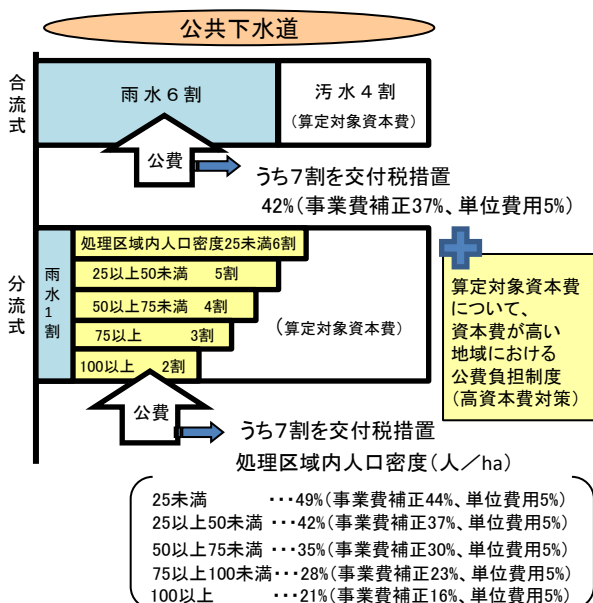 公共下水道
合流式
雨水6割
汚水4割
(算定対象資本費)
公費
うち7割を交付税措置
42%(事業費補正37%、単位費用5%)
分流式
雨水1割
処理区域内人口密度25未満6割
25以上50未満 5割
50以上75未満 4割
75以上 3割
100以上 2割
(算定対象資本費)
算定対象資本費
について、
資本費が高い
地域における
公費負担制度
(高資本費対策)
公費
うち7割を交付税措置
処理区域内人口密度(人/ha)
25未満 ・・・49%(事業費補正44%、単位費用5%)
25以上50未満 ・・・42%(事業費補正37%、単位費用5%)
50以上75未満 ・・・35%(事業費補正30%、単位費用5%)
75以上100未満・・・28%(事業費補正23%、単位費用5%)
100以上 ・・・21%(事業費補正16%、単位費用5%)